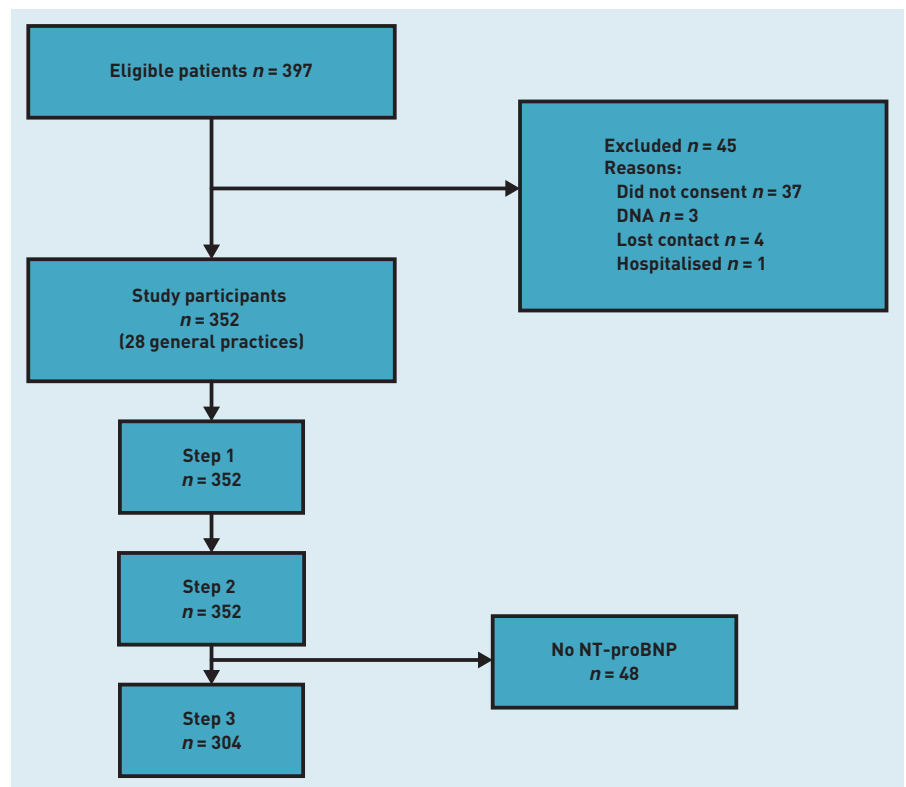 Eligible patients n = 397
Excluded n = 45
Reasons:
Did not consent n = 37
DNA n = 3
Lost contact n = 4
Hospitalised n = 1
Study participants
n = 352
(28 general practices)
Step 1
n = 352
Step 2
n = 352
No NT-proBNP
n = 48
Step 3
n = 304